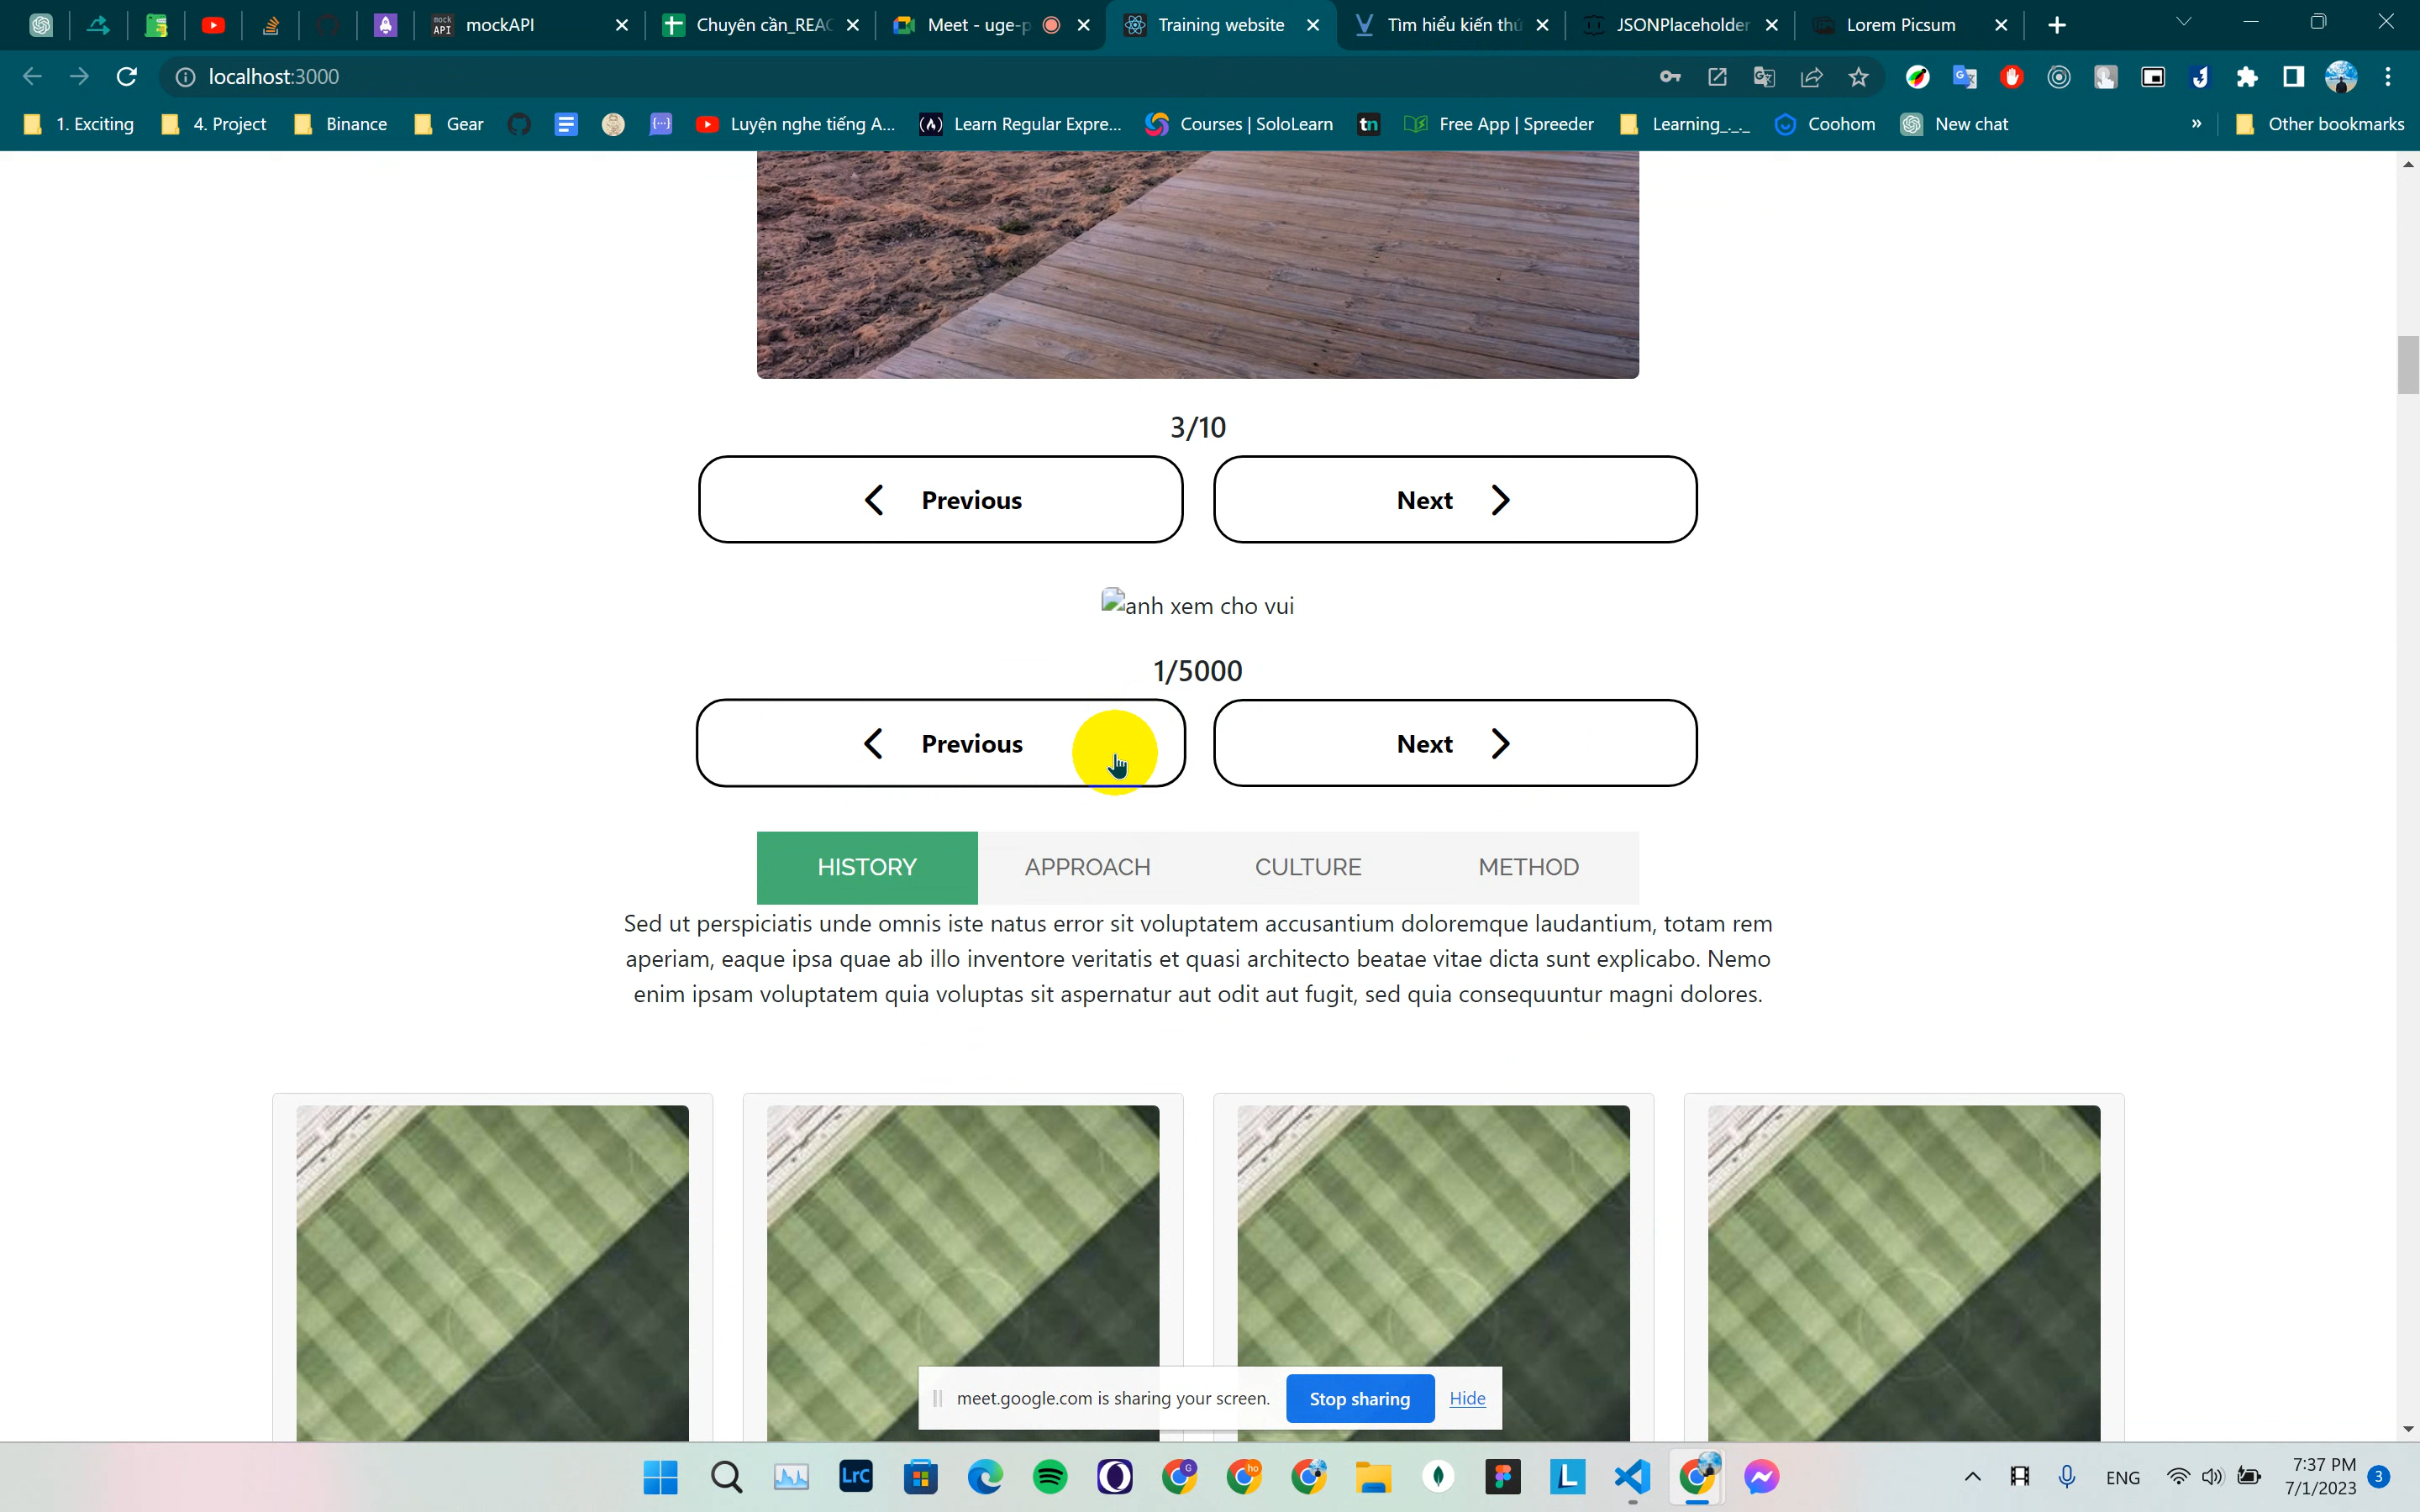 mock
API
mockAPI
Chuyên cần_REAC
Meet - uge-p
Training website
Tìm hiểu kiến thứ
JSONPlaceholder
Lorem Picsum
localhost:3000
1. Exciting
4. Project
Binance
Gear
Luyện nghe tiếng A...
Learn Regular Expre...
Courses | SoloLearn
tn
Free App | Spreeder
Learning_._._
Coohom
New chat
»
Other bookmarks
3/10
Previous
Next
anh xem cho vui
1/5000
Previous
Next
HISTORY
APPROACH
CULTURE
METHOD
Sed ut perspiciatis unde omnis iste natus error sit voluptatem accusantium doloremque laudantium, totam rem
aperiam, eaque ipsa quae ab illo inventore veritatis et quasi architecto beatae vitae dicta sunt explicabo. Nemo
enim ipsam voluptatem quia voluptas sit aspernatur aut odit aut fugit, sed quia consequuntur magni dolores.
meet.google.com is sharing your screen.
Stop sharing
Hide
LrC
G
ho
L
ENG
7:37 PM
7/1/2023
3